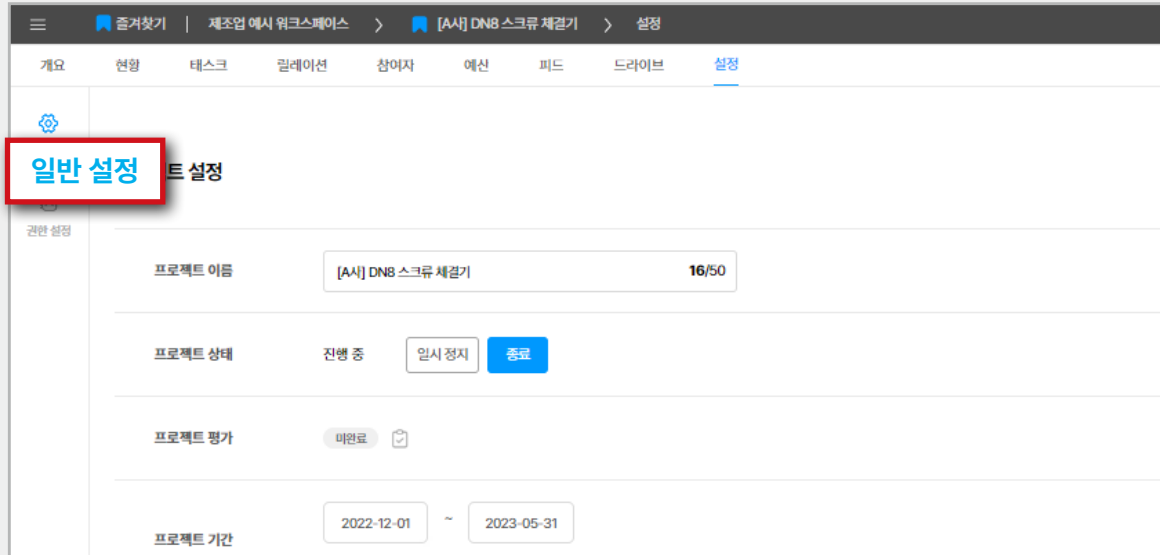 즐겨찾기 | 제조업 예시 워크스페이스 > [A사] DN8 스크류 체결기 > 설정
개요 현황 태스크 릴레이션 참여자 예산 피드 드라이브 설정
일반 설정
트 설정
권한 설정
프로젝트 이름 [A사] DN8 스크류 체결기 16/50
프로젝트 상태 진행 중 일시 정지 종료
프로젝트 평가 미완료
프로젝트 기간 2022-12-01 ~ 2023-05-31